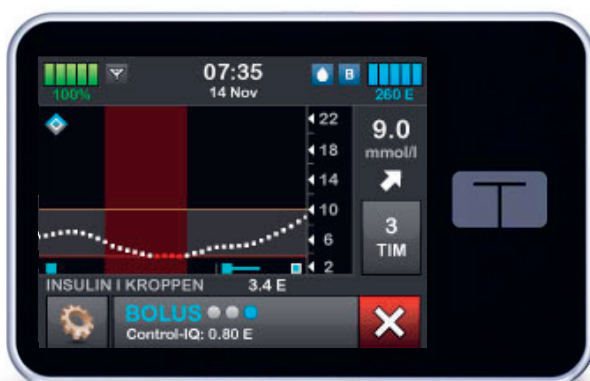 07:35
B
100%
14 Nov
260 E
22
9.0
18
mmol/l
14
10
3
6
TIM
2
INSULIN I KROPPEN 3.4 E
BOLUS
Control-IQ: 0.80 E